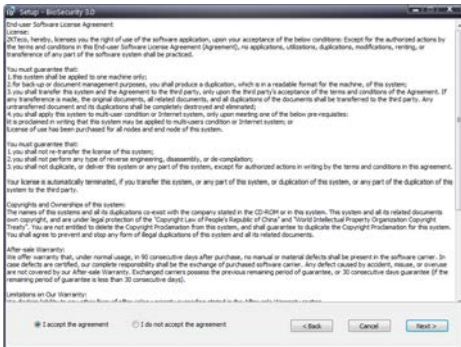 Setup - BioSecurity 3.0
End-user Software License Agreement
License:
ZKTeco, hereby, licenses you the right of use of the software application, upon your acceptance of the below conditions: Except for the authorized actions by
the terms and conditions in this End-user Software License Agreement (Agreement), no applications, utilizations, duplications, modifications, renting, or
transference of any part of the software system shall be practiced.
You must guarantee that:
1.this system shall be applied to one machine only;
2.for back-up or document management purposes, you shall produce a duplication, which is in a readable format for the machine, of this system;
3.you shall transfer this system and the Agreement to the third party, only upon the third party's acceptance of the terms and conditions of the Agreement. If
any transference is made, the original documents, all related documents, and all duplications of the documents shall be transferred to the third party. Any
untransferred document and its duplications shall be completely destroyed and eliminated;
4.you shall apply this system to multi-user condition or Internet system, only upon meeting one of the below pre-requisites:
It is proclaimed in writing that this system may be applied to multi-users condition or Internet system; or
License of use has been purchased for all nodes and end node of this system.
You must guarantee that:
1.you shall not re-transfer the license of this system;
2.you shall not perform any type of reverse engineering, disassembly, or de-compilation;
3.you shall not duplicate, or deliver this system or any part of this system, except for authorized actions in writing by the terms and conditions in this agreement.
Your license is automatically terminated, if you transfer this system, or any part of this system, or duplication of this system, or any part of the duplication of this
system to the third party.
Copyrights and Ownerships of this system:
The names of this systems and all its duplications co-exist with the company stated in the CD-ROM or in this system. This system and all its related documents
own copyright, and are under legal protection of the "Copyright Law of People's Republic of China" and "World Intellectual Property Organization Copyright
Treaty". You are not entitled to delete the Copyright Proclamation from this system, and shall guarantee to duplicate the Copyright Proclamation for this system.
You shall agree to prevent and stop any form of illegal duplications of this system and all its related documents.
After-sale Warranty:
We offer warranty that, under normal usage, in 90 consecutive days after purchase, no manual or material defects shall be present in the software carrier. In
case defects are certified, our complete responsibility shall be the exchange of purchased software carrier. Any defect caused by accident, misuse, or overuse
are not covered by our After-sale Warranty. Exchanged carriers possess the previous remaining period of guarantee, or 30 consecutive days guarantee (if the
remaining period of guarantee is less than 30 consecutive days).
Limitations on Our Warranty:
I accept the agreement
I do not accept the agreement
< Back
Cancel
Next >